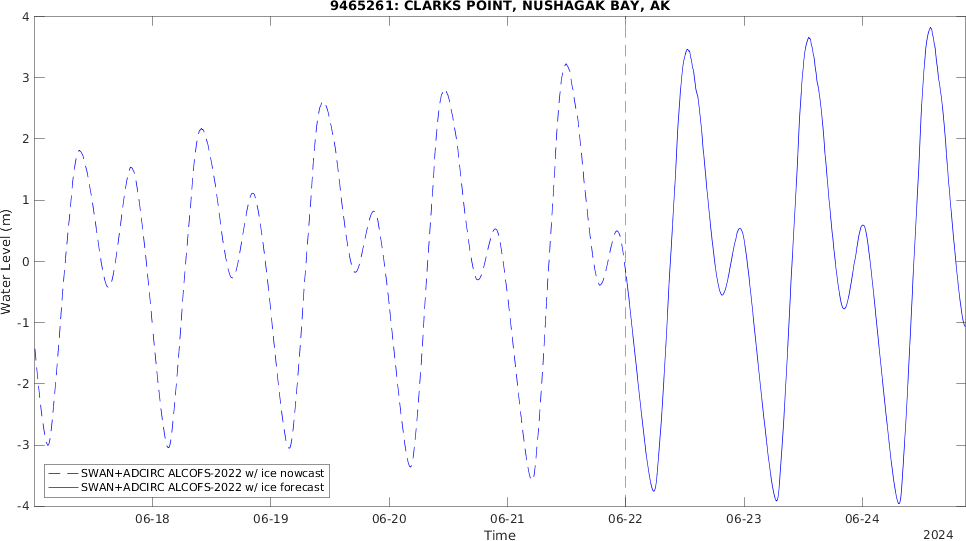 9465261: CLARKS POINT, NUSHAGAK BAY, AK
Water Level (m)
4
3
2
1
0
-1
-2
-3
-4
SWAN+ADCIRC ALCOFS-2022 w/ ice nowcast
SWAN+ADCIRC ALCOFS-2022 w/ ice forecast
06-18 06-19 06-20 06-21 06-22 06-23 06-24
Time
2024